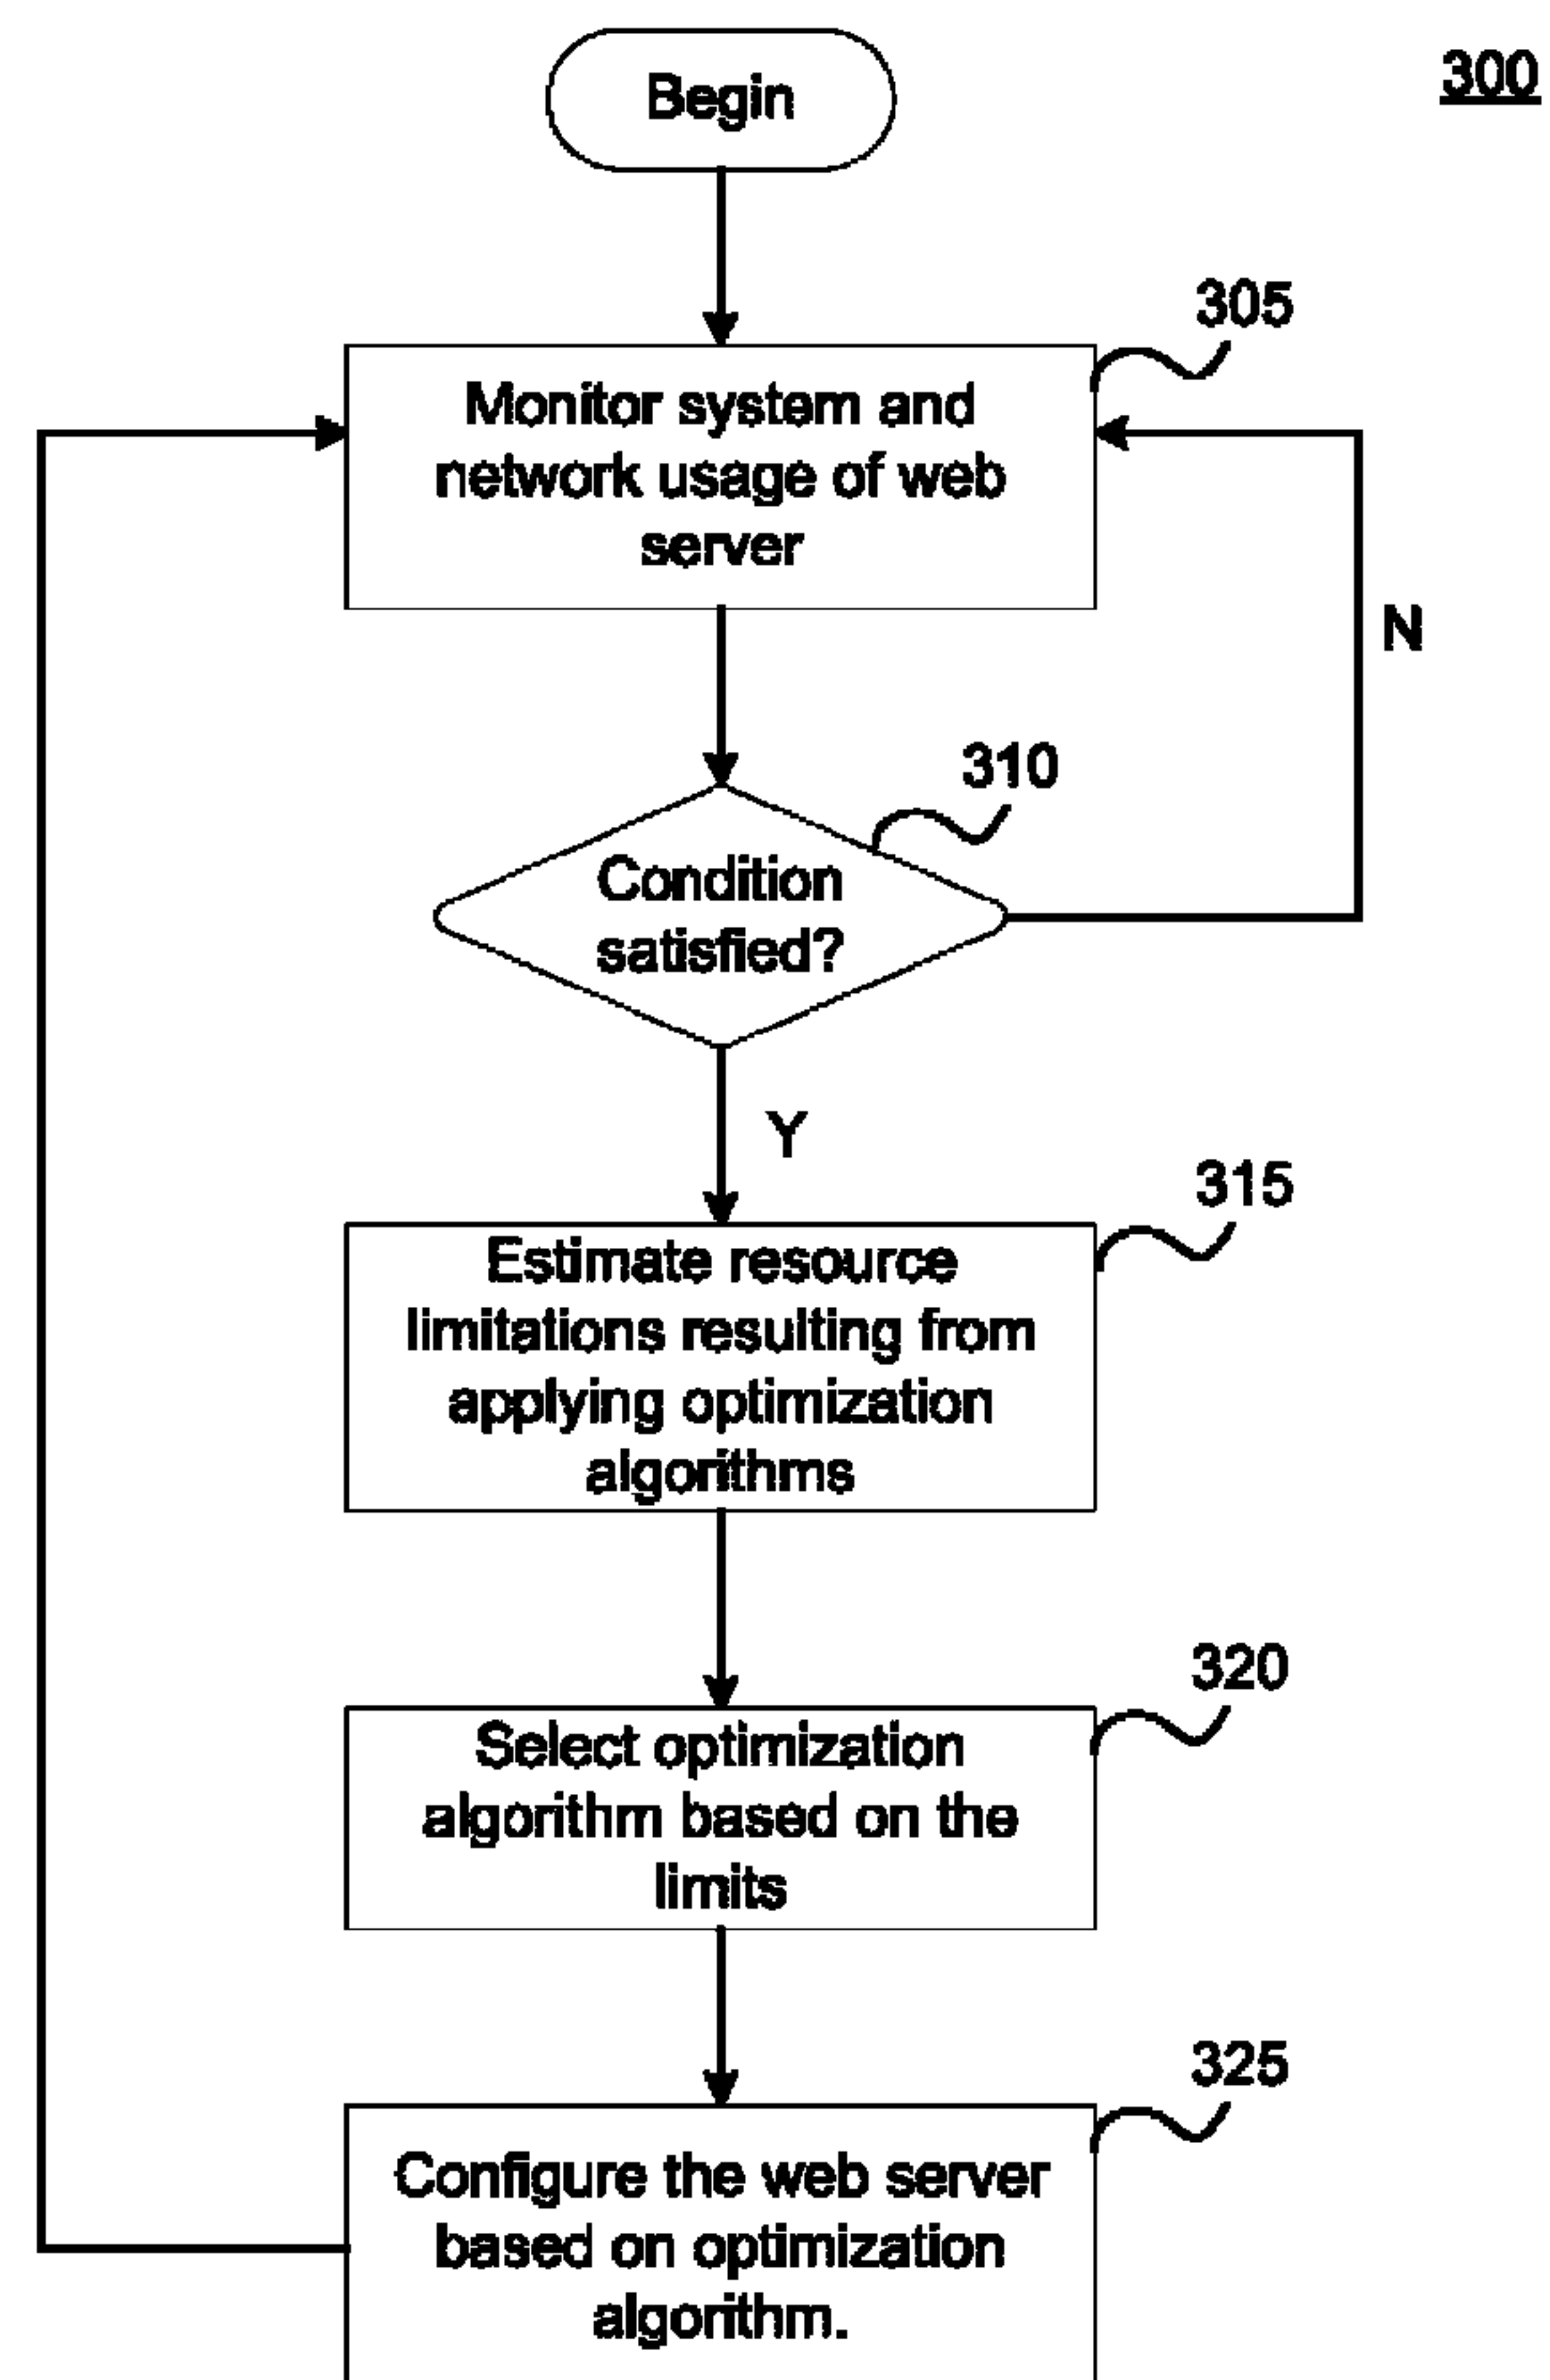 Begin
300
305
Monitor system and
network usage of web
server
N
310
Condition
satisfied?
Y
315
Estimate resource
limitations resulting from
applying optimization
algorithms
320
Select optimization
algorithm based on the
limits
325
Configure the web server
based on optimization
algorithm.